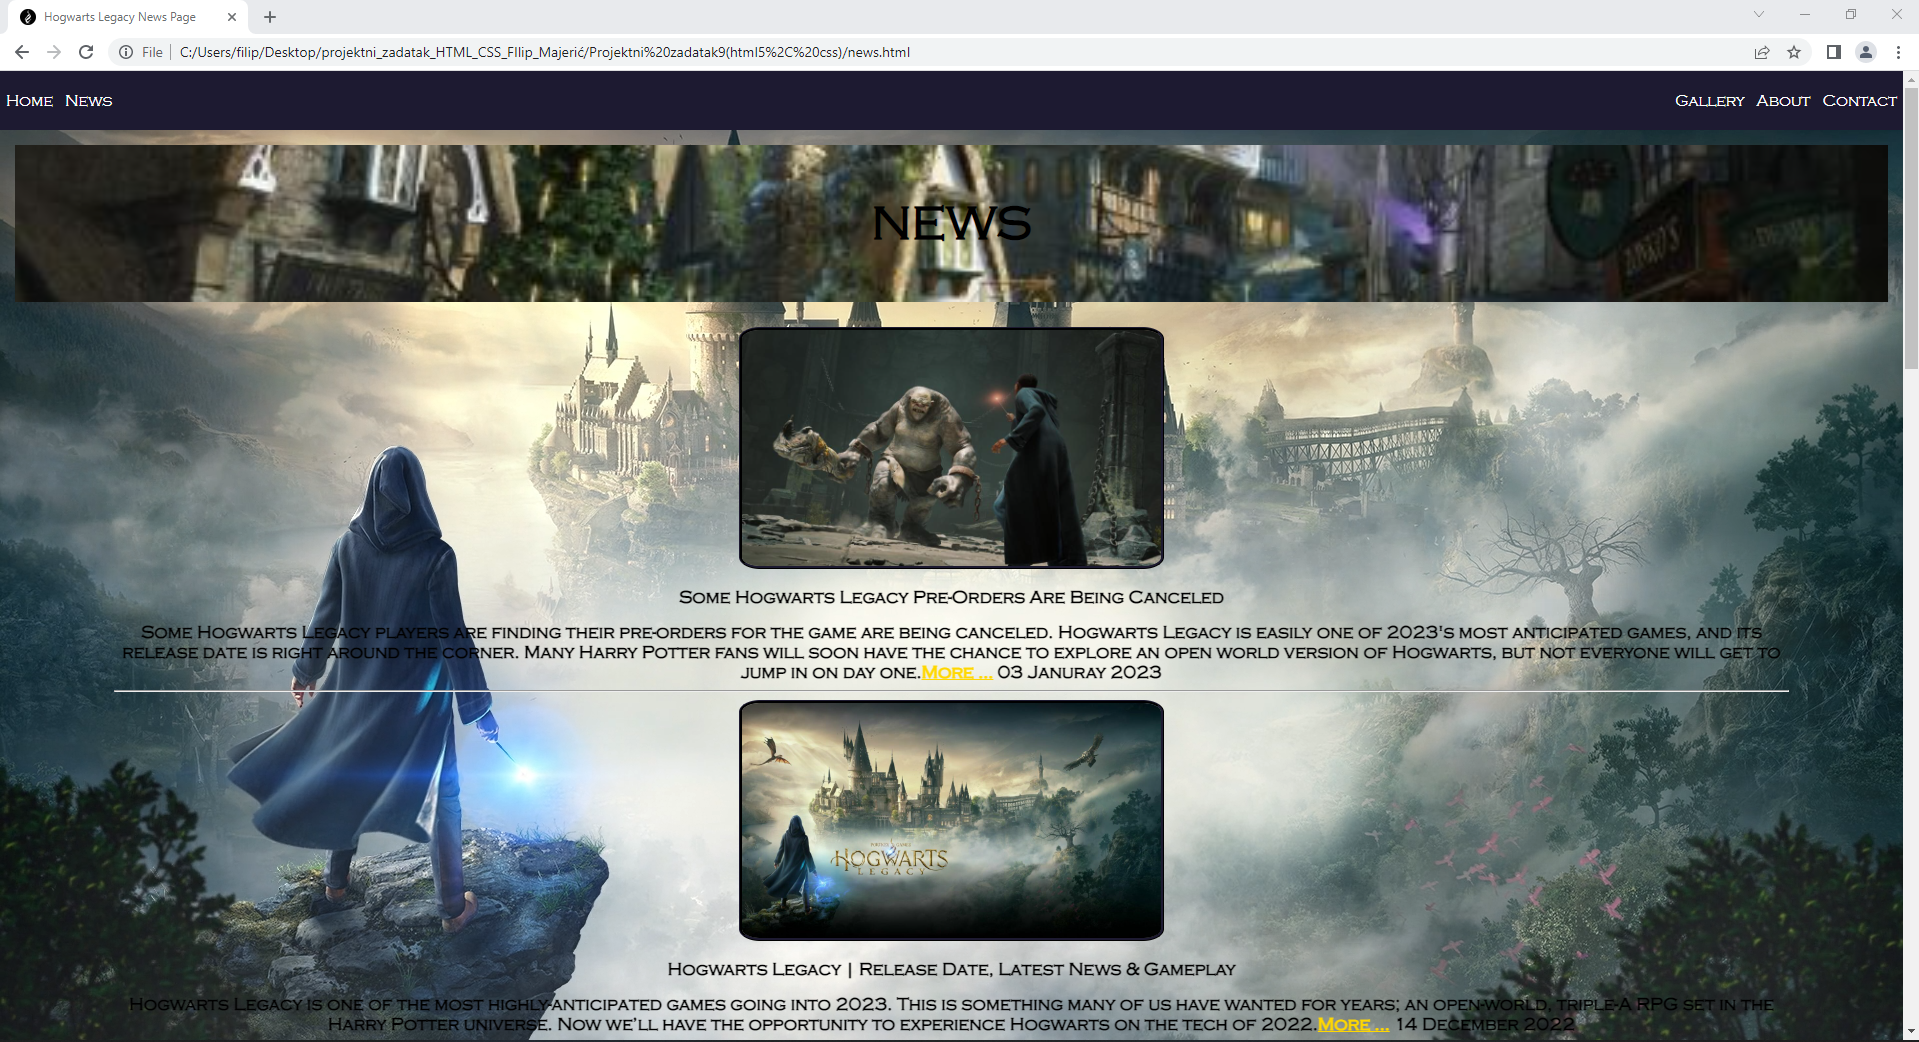 Hogwarts Legacy News Page
File | C:/Users/filip/Desktop/projektni_zadatak_HTML_CSS_FIlip_Majerić/Projektni%20zadatak9(html5%2C%20css)/news.html
Home News Gallery About Contact
NEWS
Some Hogwarts Legacy Pre-Orders Are Being Canceled
Some Hogwarts Legacy players are finding their pre-orders for the game are being canceled. Hogwarts Legacy is easily one of 2023's most anticipated games, and its
release date is right around the corner. Many Harry Potter fans will soon have the chance to explore an open world version of Hogwarts, but not everyone will get to
jump in on day one.More ... 03 Januray 2023
HOGWARTS
LEGACY
Hogwarts Legacy | Release Date, Latest News & Gameplay
Hogwarts Legacy is one of the most highly-anticipated games going into 2023. This is something many of us have wanted for years; an open-world, triple-A RPG set in the
Harry Potter universe. Now we’ll have the opportunity to experience Hogwarts on the tech of 2022.More ... 14 December 2022